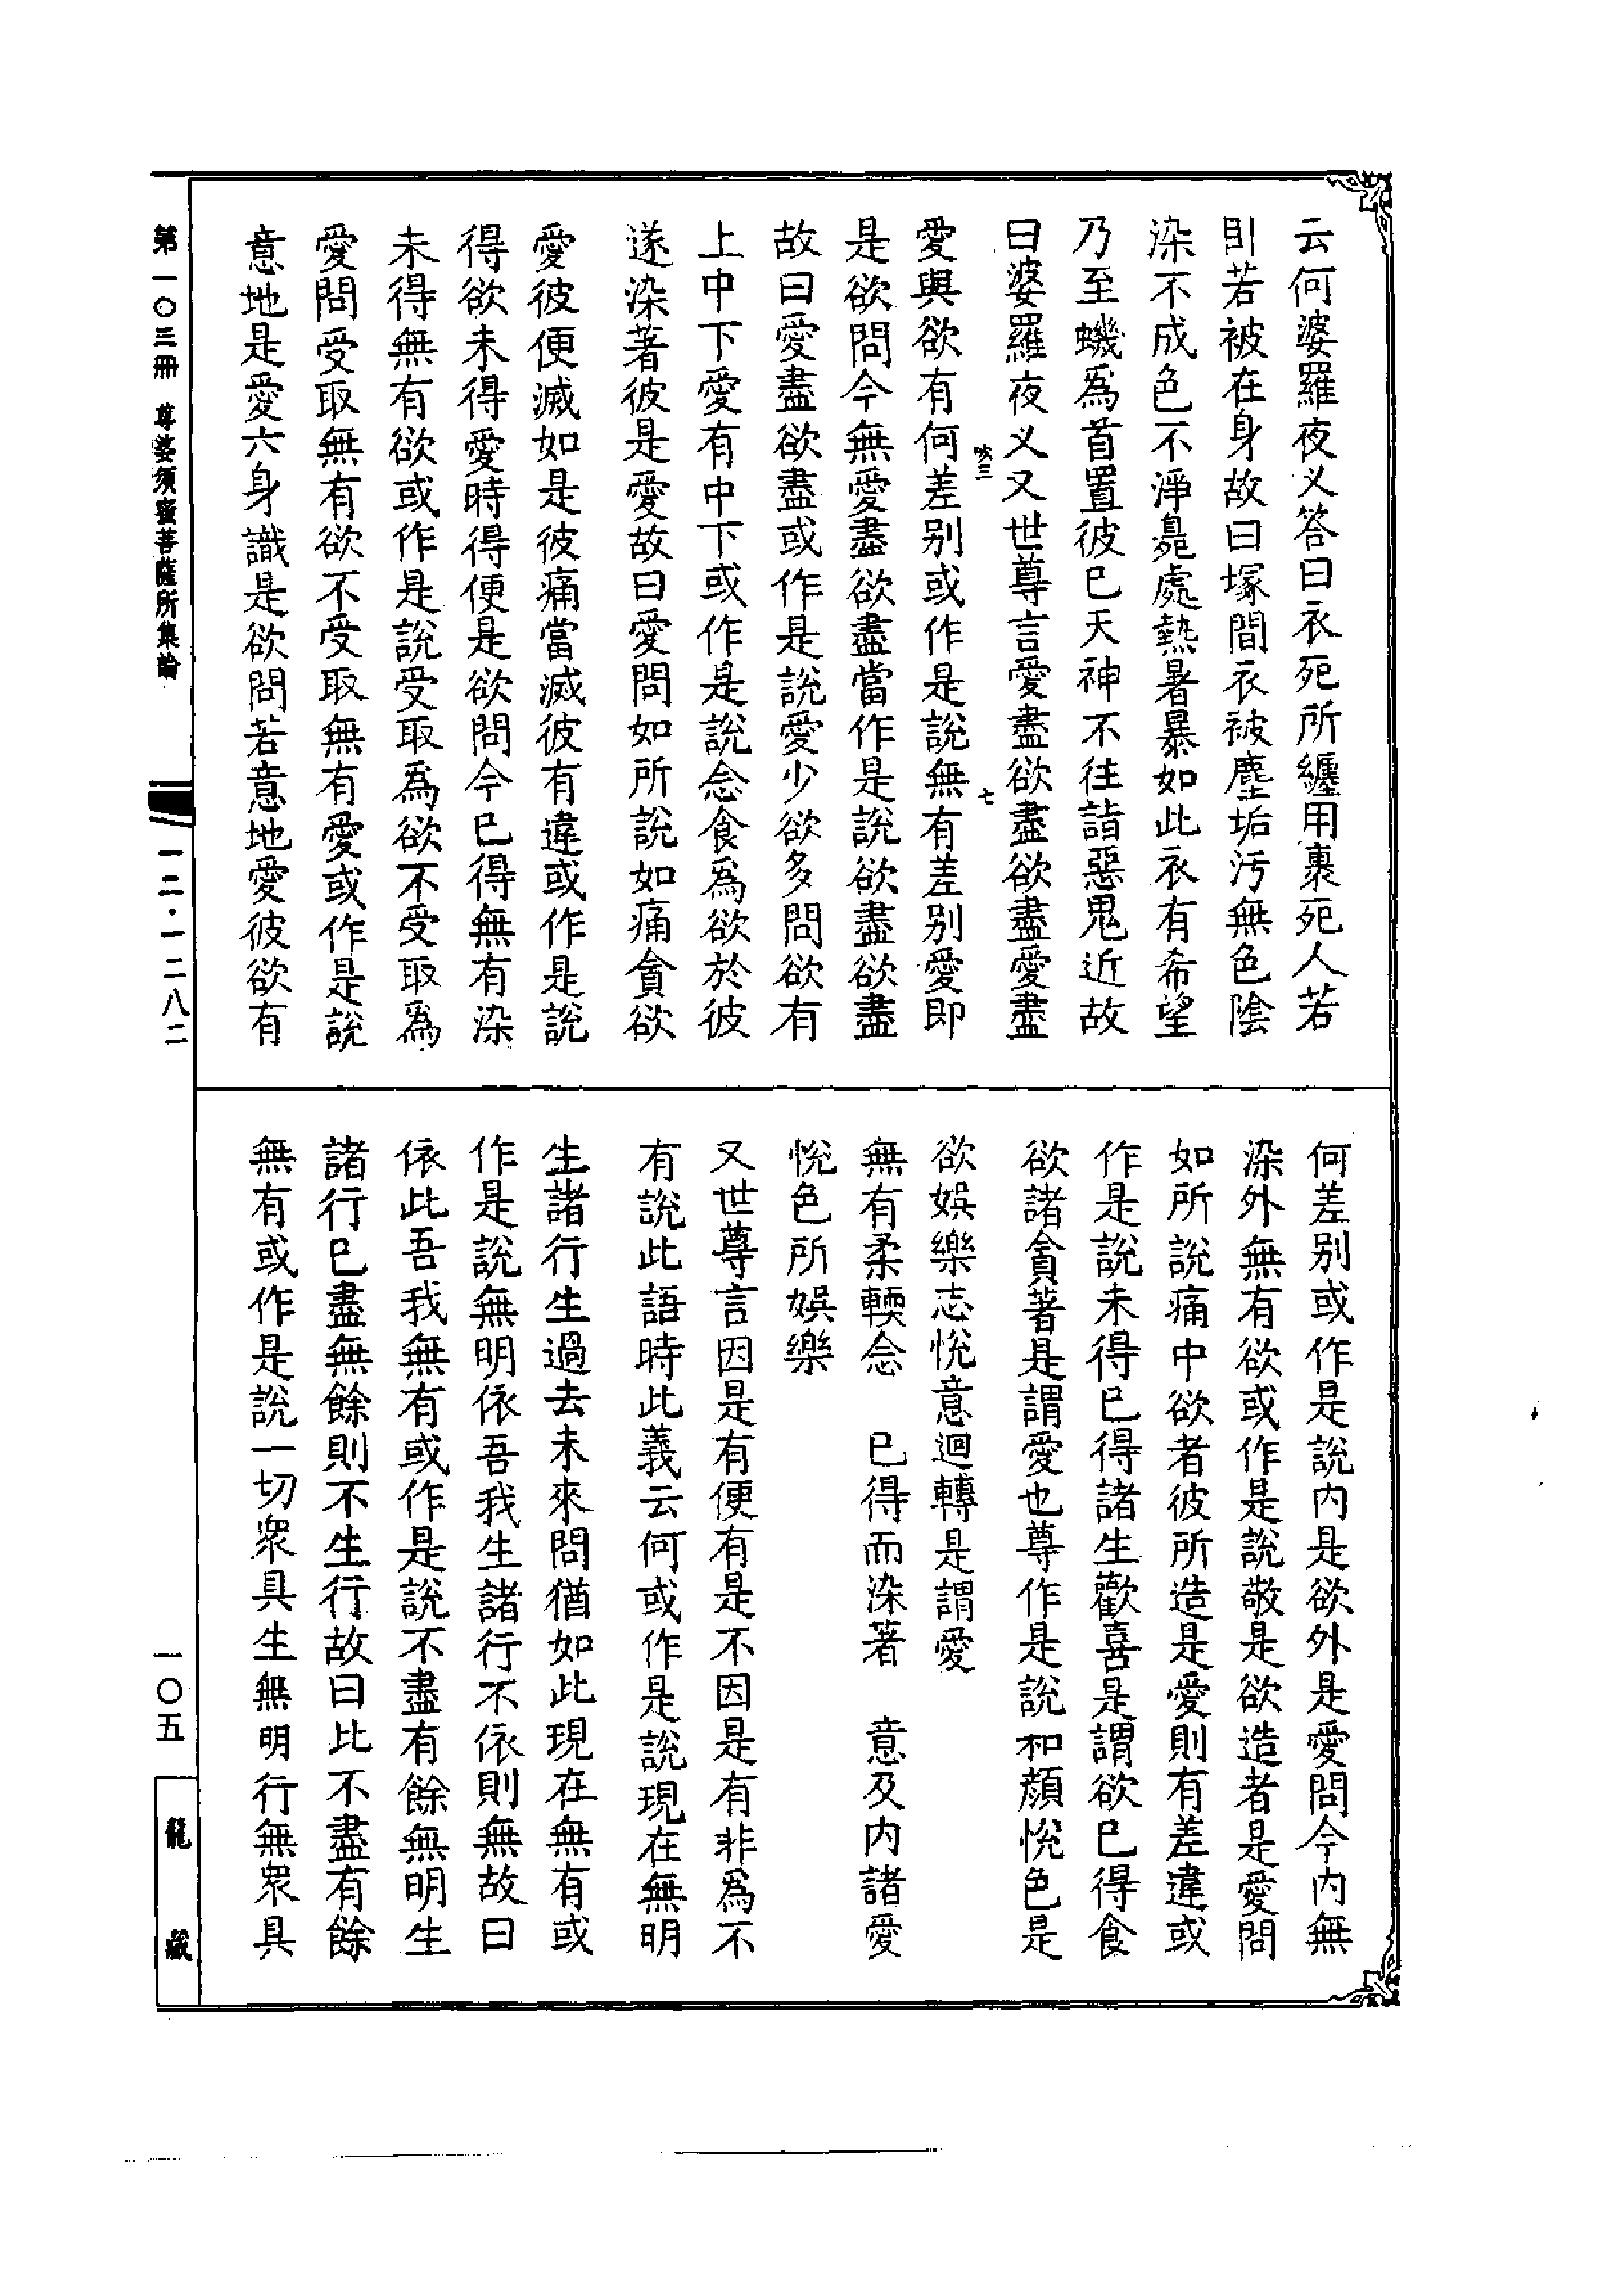 云何婆羅夜义答曰衣死所纏用裹死人若
卽若被在身故曰塚間衣被塵垢汚無色陰
染不成色不淨臰處熱暑暴如此衣有希望
乃至蟣爲首置彼巳天神不往詣惡鬼近故
曰婆羅夜义又世尊言愛盡欲盡欲盡愛盡
愛與欲有何差别或作是說無有差别愛即
是欲問今無愛盡欲盡當作是說欲盡欲盡
故曰愛盡欲盡或作是說愛少欲多問欲有
上中下愛有中下或作是說念食爲欲於彼
遂染著彼是愛故曰愛問如所說如痛貪欲
愛彼便滅如是彼痛當滅彼有違或作是說
得欲未得愛時得便是欲問今巳得無有染
未得無有欲或作是說受取爲欲不受取爲
愛問受取無有欲不受取無有愛或作是說
意地是愛六身識是欲問若意地愛彼欲有
何差别或作是說内是欲外是愛問今内無
染外無有欲或作是說敬是欲造者是愛問
如所說痛中欲者彼所造是愛則有差違或
作是說未得巳得諸生歡喜是謂欲巳得食
欲諸貪著是謂愛也尊作是說和顔悅色是
欲娛樂志悅意迴轉是謂愛
無有柔輭念 巳得而染著 意及内諸愛
悅色所娛樂
又世尊言因是有便有是不因是有非爲不
有說此語時此義云何或作是說現在無明
生諸行生過去未來問猶如此現在無有或
作是說無明依吾我生諸行不依則無故曰
依此吾我無有或作是說不盡有餘無明生
諸行巳盡無餘則不生行故曰比不盡有餘
無有或作是說一切衆具生無明行無衆具
第一〇三冊 尊婆須蜜菩薩所集論
一二·一二八二
一〇五
龍藏
七